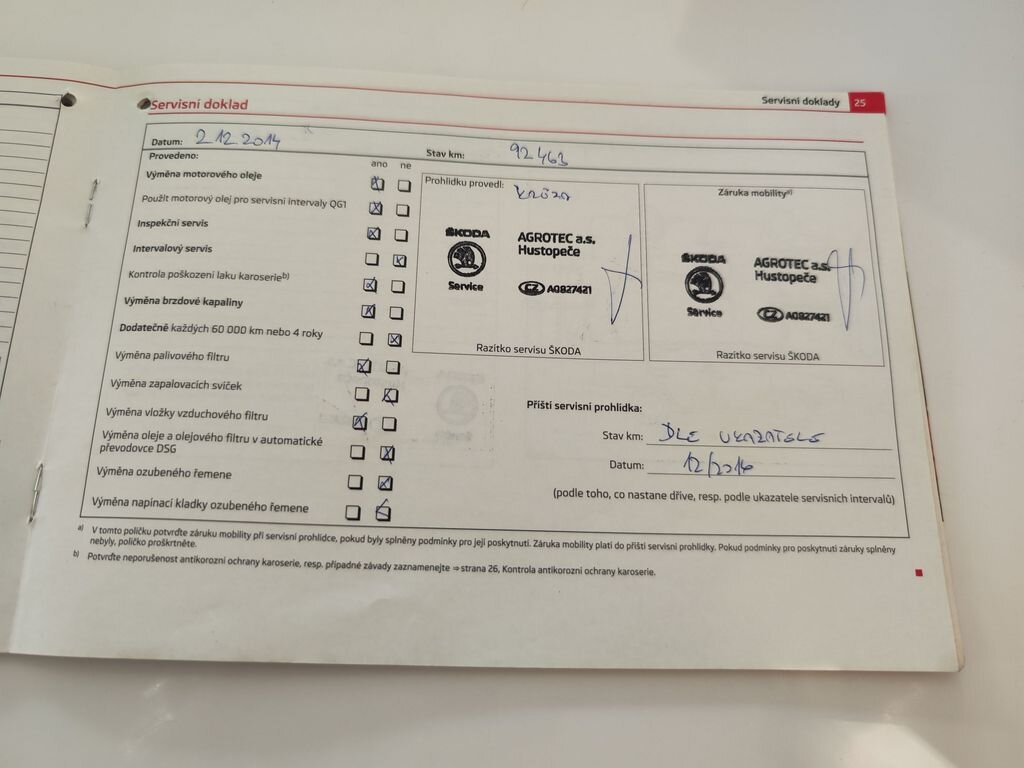 Servisní doklad
Servisní doklady 25
Datum: 2.12.2014
Stav km: 92463
Provedeno:
ano ne
Výměna motorového oleje
Použit motorový olej pro servisní intervaly QG1
Inspekční servis
Intervalový servis
Kontrola poškození laku karoserie b)
Výměna brzdové kapaliny
Dodatečně každých 60 000 km nebo 4 roky
Výměna palivového filtru
Výměna zapalovacích svíček
Výměna vložky vzduchového filtru
Výměna oleje a olejového filtru v automatické
převodovce DSG
Výměna ozubeného řemene
Výměna napínací kladky ozubeného řemene
Prohlídku provedl:
ŠKODA
Service
AGROTEC a.s.
Hustopeče
CZ A0827421
Razítko servisu ŠKODA
Záruka mobility a)
ŠKODA
Service
AGROTEC a.s.
Hustopeče
CZ A0827421
Razítko servisu ŠKODA
Příští servisní prohlídka:
Stav km: DLE UKAZATELE
Datum: 12/2016
(podle toho, co nastane dříve, resp. podle ukazatele servisních intervalů)
a) V tomto políčku potvrďte záruku mobility při servisní prohlídce, pokud byly splněny podmínky pro její poskytnutí. Záruka mobility platí do příští servisní prohlídky. Pokud podmínky pro poskytnutí záruky splněny
nebyly, políčko proškrtněte.
b) Potvrďte neporušenost antikorozní ochrany karoserie, resp. případné závady zaznamenejte ⇒ strana 26, Kontrola antikorozní ochrany karoserie.